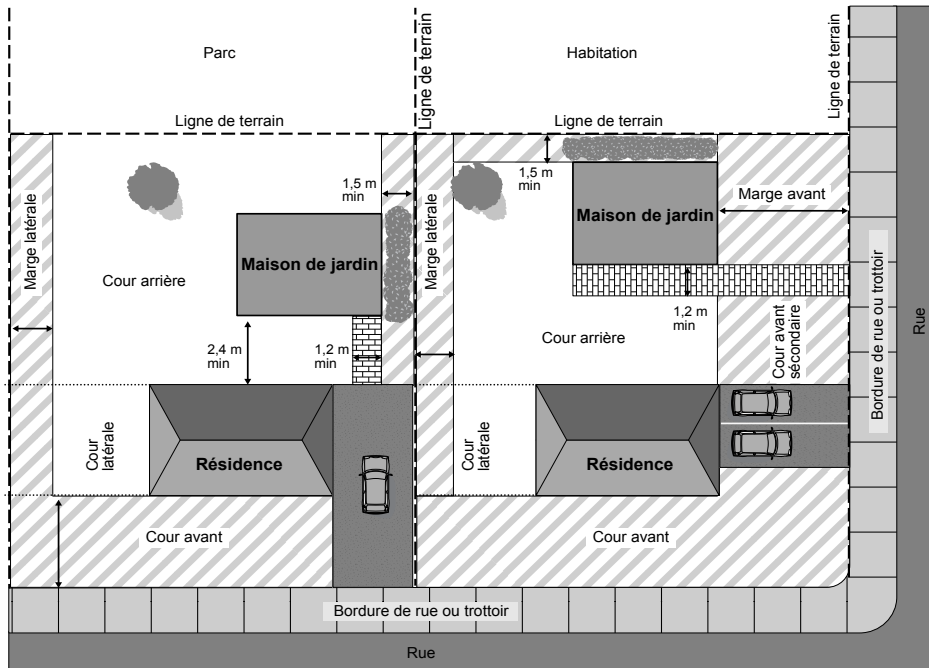 Parc
Habitation
Ligne de terrain
Ligne de terrain
Ligne de terrain
Ligne de terrain
1,5 m
min
1,5 m
min
Marge latérale
Maison de jardin
Cour arrière
2,4 m
min
1,2 m
min
Marge latérale
Maison de jardin
Marge avant
1,2 m
min
Cour arrière
Cour avant
sécondaire
Cour
latérale
Résidence
Cour
latérale
Résidence
Cour avant
Cour avant
Bordure de rue ou trottoir
Rue
Bordure de rue ou trottoir
Rue